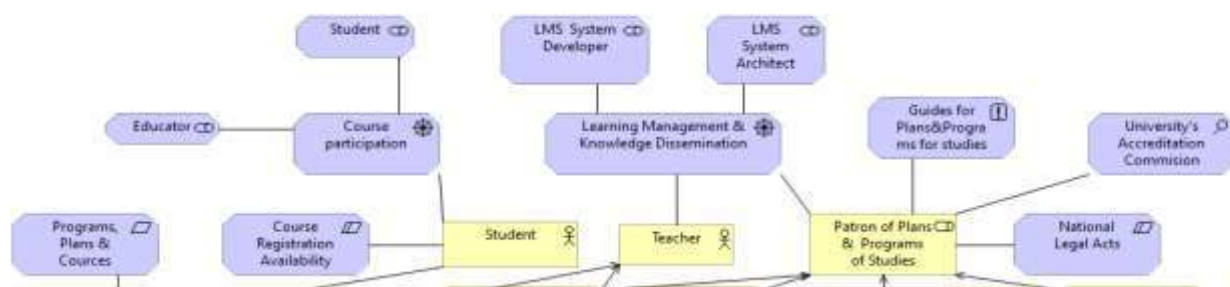 Student
LMS System
Developer
LMS
System
Architect
Educator
Course
participation
Learning Management &
Knowledge Dissemination
Guides for
Plans&Progra
ms for studies
University's
Accreditation
Commision
Programs,
Plans &
Cources
Course
Registration
Availability
Student
Teacher
Patron of Plans
& Programs
of Studies
National
Legal Acts